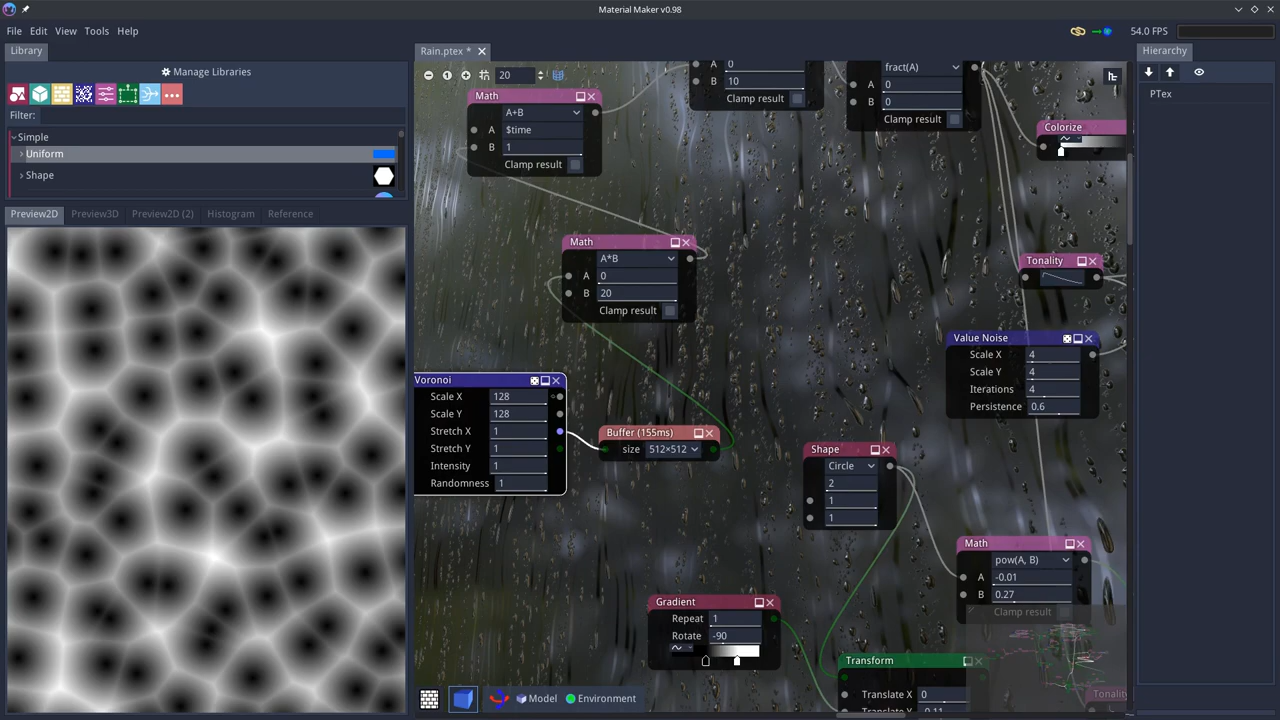 Material Maker v0.98
File Edit View Tools Help
54.0 FPS
Library
Manage Libraries
Filter:
Simple
Uniform
Shape
Preview2D Preview3D Preview2D (2) Histogram Reference
Rain.ptex *
20
Math
A+B
A $time
B 1
Clamp result
A 0
B 10
Clamp result
fract(A)
0
0
Clamp result
Colorize
Math
A*B
A 0
B 20
Clamp result
Tonality
Value Noise
Scale X 4
Scale Y 4
Iterations 4
Persistence 0.6
Voronoi
Scale X 128
Scale Y 128
Stretch X 1
Stretch Y 1
Intensity 1
Randomness 1
Buffer (155ms)
size 512×512
Shape
Circle
2
1
1
Math
pow(A, B)
A -0.01
B 0.27
Clamp result
Gradient
Repeat 1
Rotate -90
Transform
Translate X 0
Tonality
Model Environment
Hierarchy
PTex